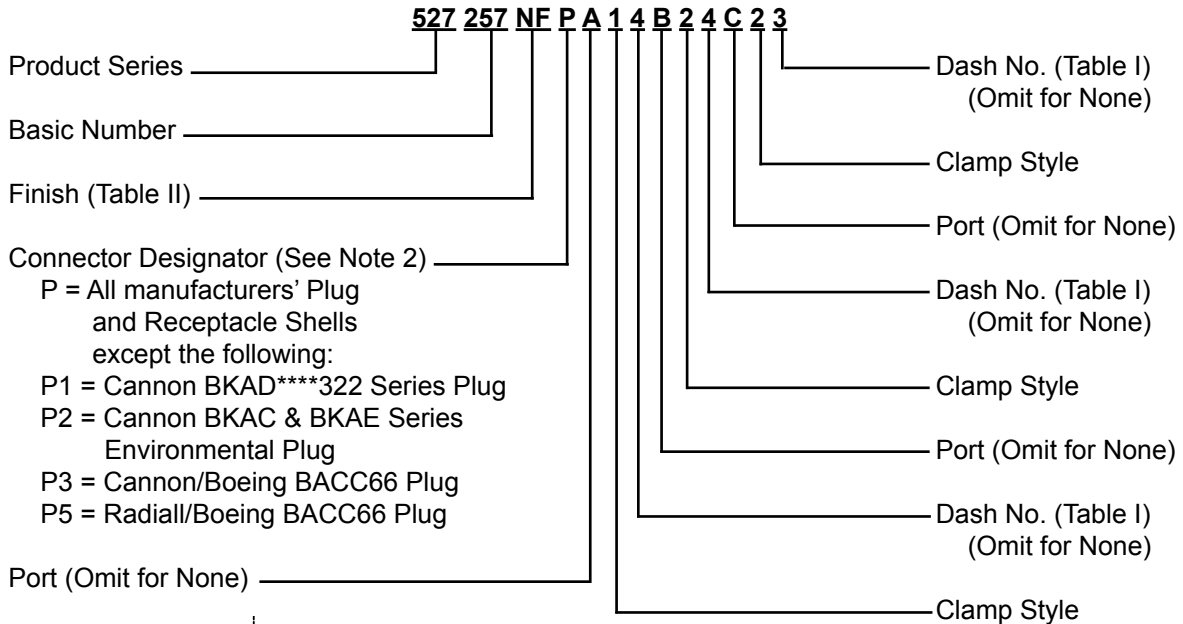 527 257 NF P A 1 4 B 2 4 C 2 3
Product Series
Basic Number
Finish (Table II)
Connector Designator (See Note 2)
P = All manufacturers’ Plug
and Receptacle Shells
except the following:
P1 = Cannon BKAD****322 Series Plug
P2 = Cannon BKAC & BKAE Series
Environmental Plug
P3 = Cannon/Boeing BACC66 Plug
P5 = Radiall/Boeing BACC66 Plug
Port (Omit for None)
Dash No. (Table I)
(Omit for None)
Clamp Style
Port (Omit for None)
Dash No. (Table I)
(Omit for None)
Clamp Style
Port (Omit for None)
Dash No. (Table I)
(Omit for None)
Clamp Style